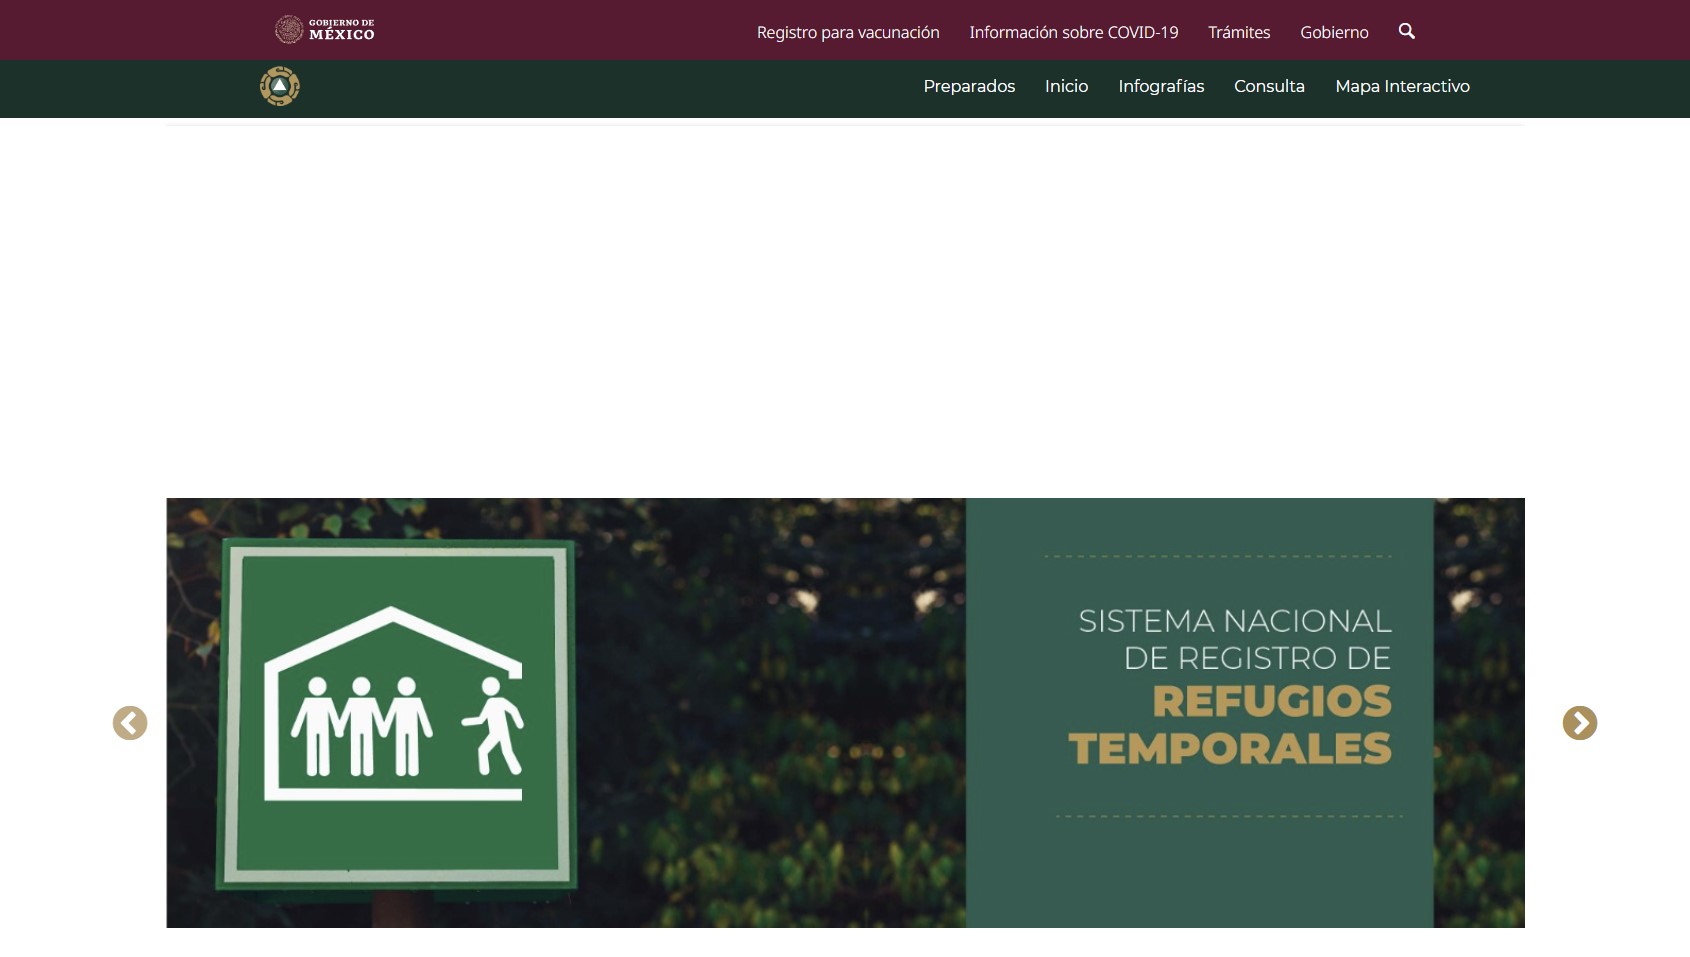 GOBIERNO DE
MÉXICO
Registro para vacunación
Información sobre COVID-19
Trámites
Gobierno
Preparados
Inicio
Infografías
Consulta
Mapa Interactivo
SISTEMA NACIONAL
DE REGISTRO DE
REFUGIOS
TEMPORALES